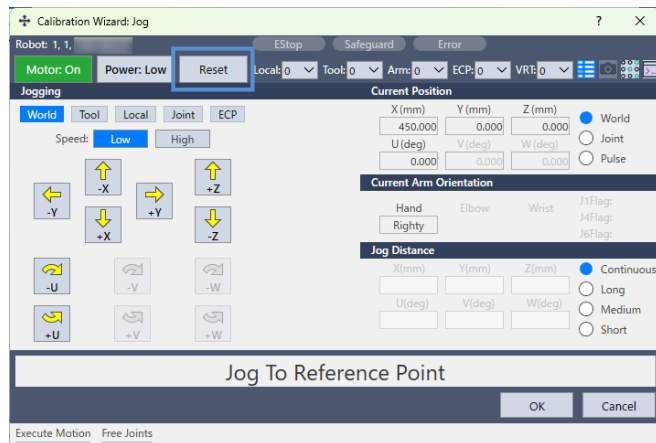 Calibration Wizard: Jog ? ×
Robot: 1, 1, EStop Safeguard Error
Motor: On Power: Low Reset Local: 0 Tool: 0 Arm: 0 ECP: 0 VRT: 0
Jogging Current Position
World Tool Local Joint ECP
Speed: Low High
X (mm) Y (mm) Z (mm)
450.000 0.000 0.000
U (deg) V (deg) W (deg)
0.000 0.000 0.000
World
Joint
Pulse
-X +Z
-Y +Y
+X -Z
-U -V -W
+U +V +W
Current Arm Orientation
Hand Elbow Wrist
Righty
J1Flag:
J4Flag:
J6Flag:
Jog Distance
X(mm) Y(mm) Z(mm)
U(deg) V(deg) W(deg)
Continuous
Long
Medium
Short
Jog To Reference Point
OK Cancel
Execute Motion Free Joints